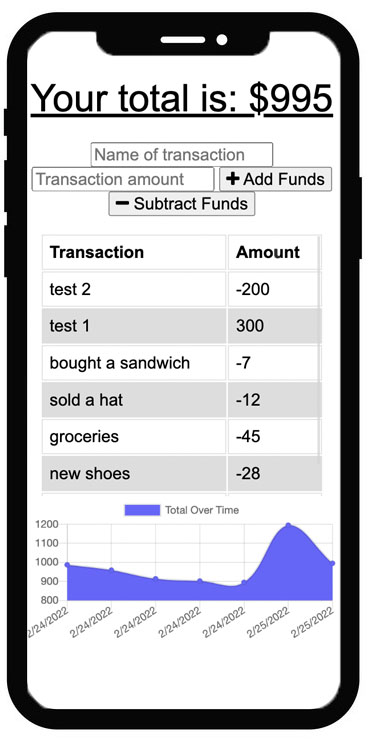 Your total is: $995
Name of transaction
Transaction amount + Add Funds
− Subtract Funds
Transaction Amount
test 2 -200
test 1 300
bought a sandwich -7
sold a hat -12
groceries -45
new shoes -28
Total Over Time
1200
1100
1000
900
800
2/24/2022 2/24/2022 2/24/2022 2/24/2022 2/24/2022 2/25/2022 2/25/2022